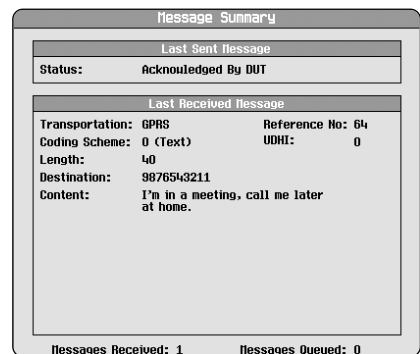 Message Summary
Last Sent Message
Status: Acknowledged By DUT
Last Received Message
Transportation: GPRS Reference No: 64
Coding Scheme: 0 (Text) UDHI: 0
Length: 40
Destination: 9876543211
Content: I'm in a meeting, call me later
at home.
Messages Received: 1 Messages Queued: 0